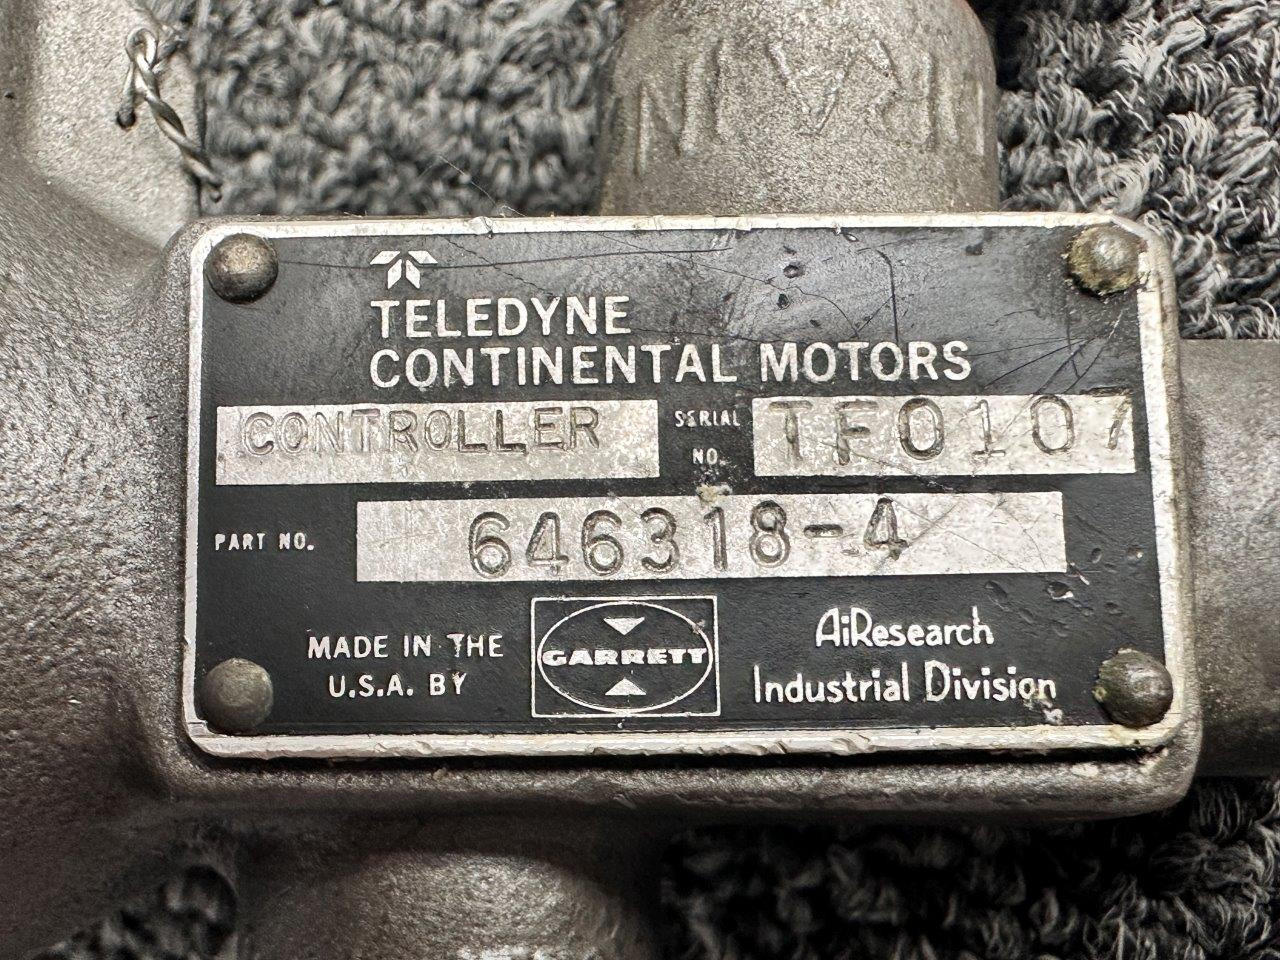 DRAIN
TELEDYNE
CONTINENTAL MOTORS
CONTROLLER SERIAL NO. TF0107
PART NO. 646318-4
MADE IN THE
U.S.A. BY
GARRETT
AiResearch
Industrial Division